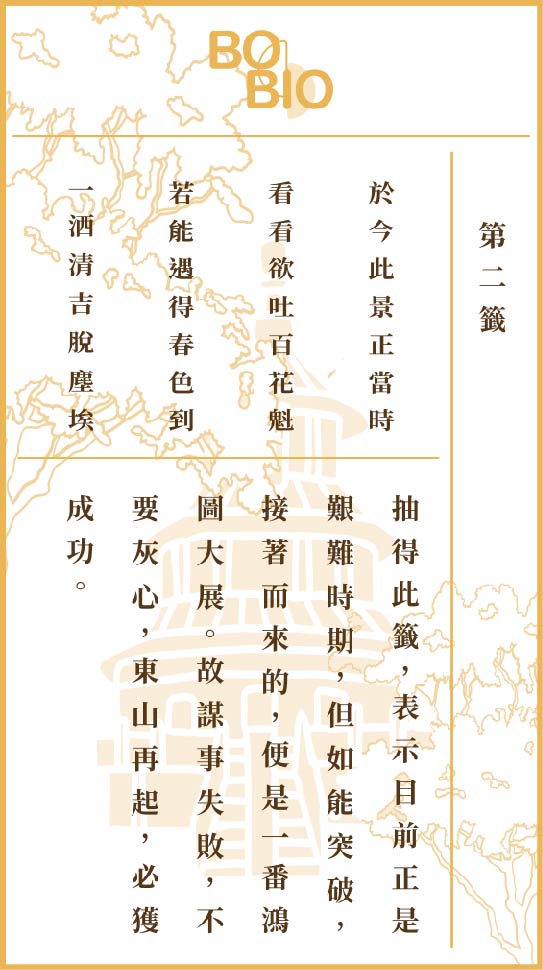 BO
BIO
第二籤
於今此景正當時
看看欲吐百花魁
若能遇得春色到
一洒清吉脫塵埃
抽得此籤，表示目前正是
艱難時期，但如能突破，
接著而來的，便是一番鴻
圖大展。故謀事失敗，不
要灰心，東山再起，必獲
成功。